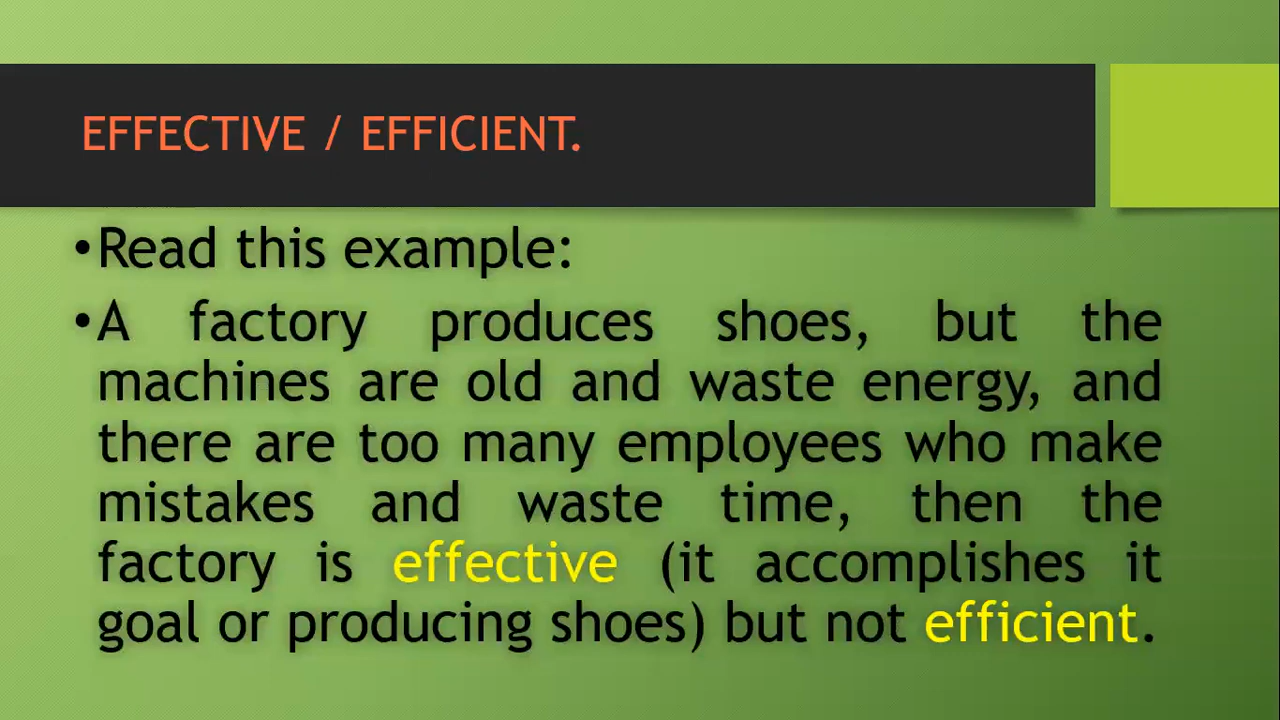 EFFECTIVE / EFFICIENT.
•Read this example:
•A factory produces shoes, but the
machines are old and waste energy, and
there are too many employees who make
mistakes and waste time, then the
factory is effective (it accomplishes it
goal or producing shoes) but not efficient.